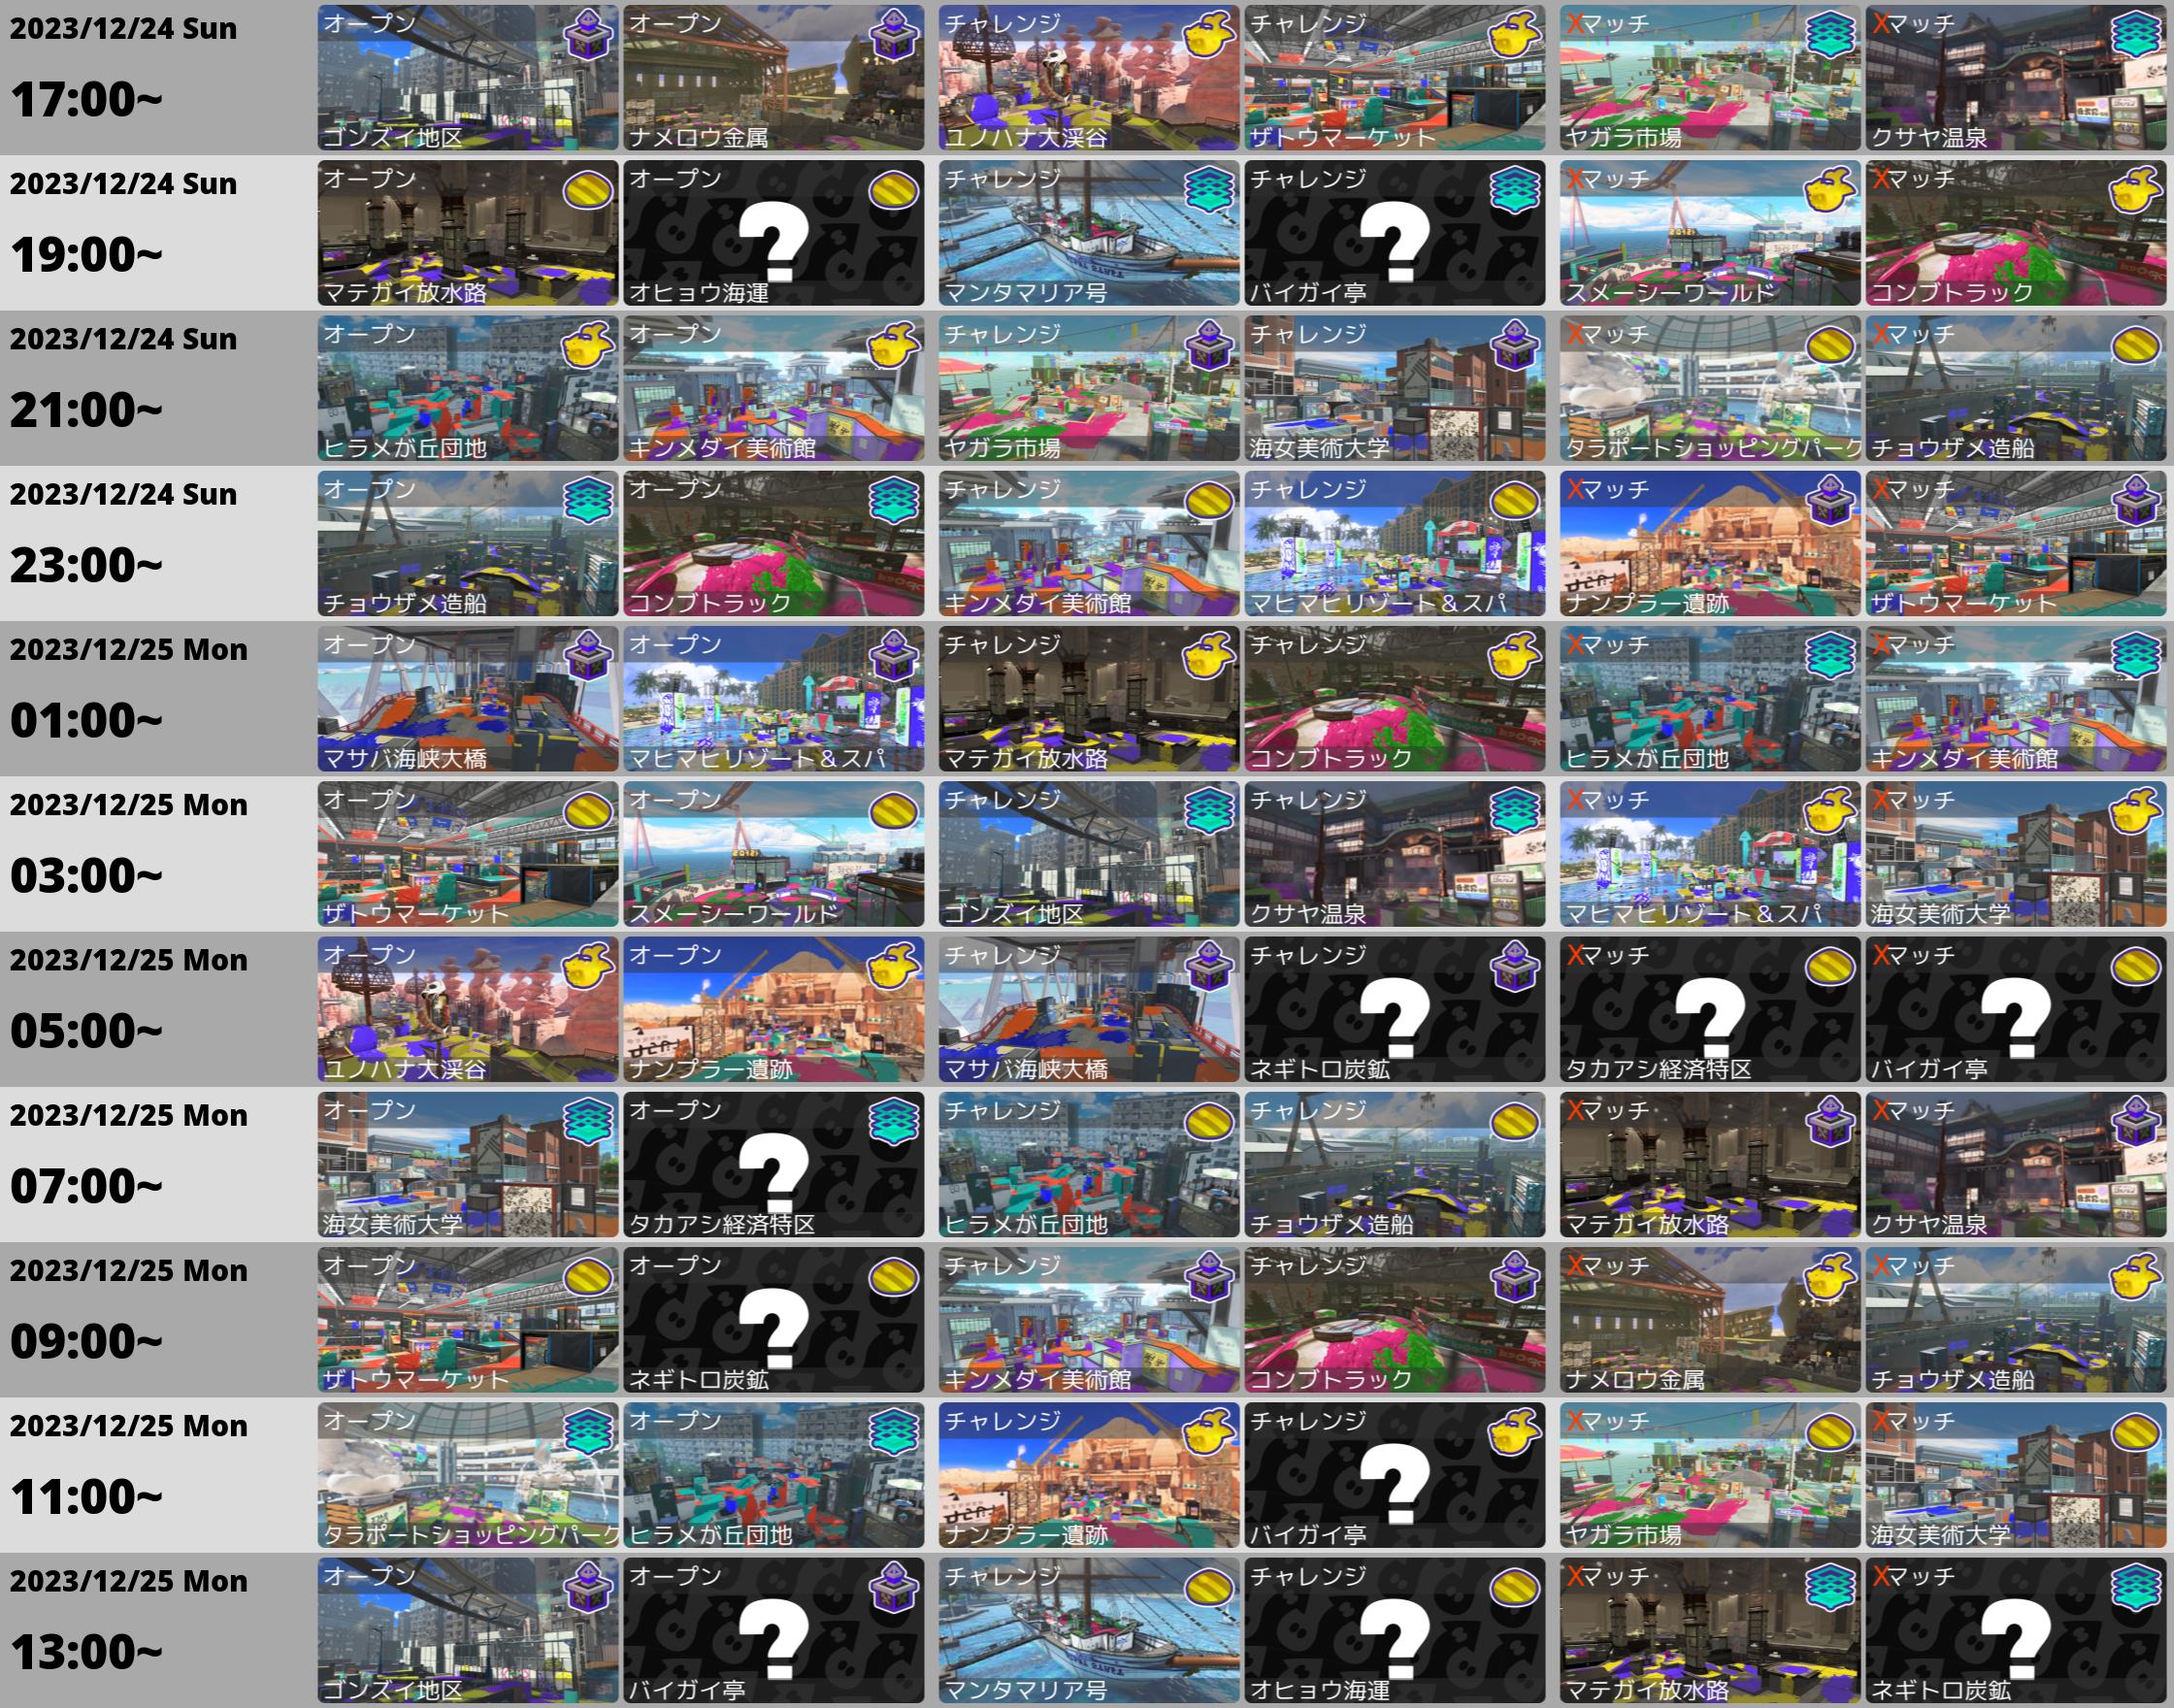 2023/12/24 Sun
17:00~
オープン
ゴンズイ地区
オープン
ナメロウ金属
チャレンジ
ユノハナ大渓谷
チャレンジ
ザトウマーケット
Xマッチ
ヤガラ市場
Xマッチ
クサヤ温泉
2023/12/24 Sun
19:00~
オープン
マテガイ放水路
オープン
?
オヒョウ海運
チャレンジ
マンタマリア号
チャレンジ
?
バイガイ亭
Xマッチ
スメーシーワールド
Xマッチ
コンブトラック
2023/12/24 Sun
21:00~
オープン
ヒラメが丘団地
オープン
キンメダイ美術館
チャレンジ
ヤガラ市場
チャレンジ
海女美術大学
Xマッチ
タラポートショッピングパーク
Xマッチ
チョウザメ造船
2023/12/24 Sun
23:00~
オープン
チョウザメ造船
オープン
コンブトラック
チャレンジ
キンメダイ美術館
チャレンジ
マヒマヒリゾート&スパ
Xマッチ
ナンプラー遺跡
Xマッチ
ザトウマーケット
2023/12/25 Mon
01:00~
オープン
マサバ海峡大橋
オープン
マヒマヒリゾート&スパ
チャレンジ
マテガイ放水路
チャレンジ
コンブトラック
Xマッチ
ヒラメが丘団地
Xマッチ
キンメダイ美術館
2023/12/25 Mon
03:00~
オープン
ザトウマーケット
オープン
スメーシーワールド
チャレンジ
ゴンズイ地区
チャレンジ
クサヤ温泉
Xマッチ
マヒマヒリゾート&スパ
Xマッチ
海女美術大学
2023/12/25 Mon
05:00~
オープン
ユノハナ大渓谷
オープン
ナンプラー遺跡
チャレンジ
マサバ海峡大橋
チャレンジ
?
ネギトロ炭鉱
Xマッチ
?
タカアシ経済特区
Xマッチ
?
バイガイ亭
2023/12/25 Mon
07:00~
オープン
海女美術大学
オープン
?
タカアシ経済特区
チャレンジ
ヒラメが丘団地
チャレンジ
チョウザメ造船
Xマッチ
マテガイ放水路
Xマッチ
クサヤ温泉
2023/12/25 Mon
09:00~
オープン
ザトウマーケット
オープン
?
ネギトロ炭鉱
チャレンジ
キンメダイ美術館
チャレンジ
コンブトラック
Xマッチ
ナメロウ金属
Xマッチ
チョウザメ造船
2023/12/25 Mon
11:00~
オープン
タラポートショッピングパーク
オープン
ヒラメが丘団地
チャレンジ
ナンプラー遺跡
チャレンジ
?
バイガイ亭
Xマッチ
ヤガラ市場
Xマッチ
海女美術大学
2023/12/25 Mon
13:00~
オープン
ゴンズイ地区
オープン
?
バイガイ亭
チャレンジ
マンタマリア号
チャレンジ
?
オヒョウ海運
Xマッチ
マテガイ放水路
Xマッチ
?
ネギトロ炭鉱